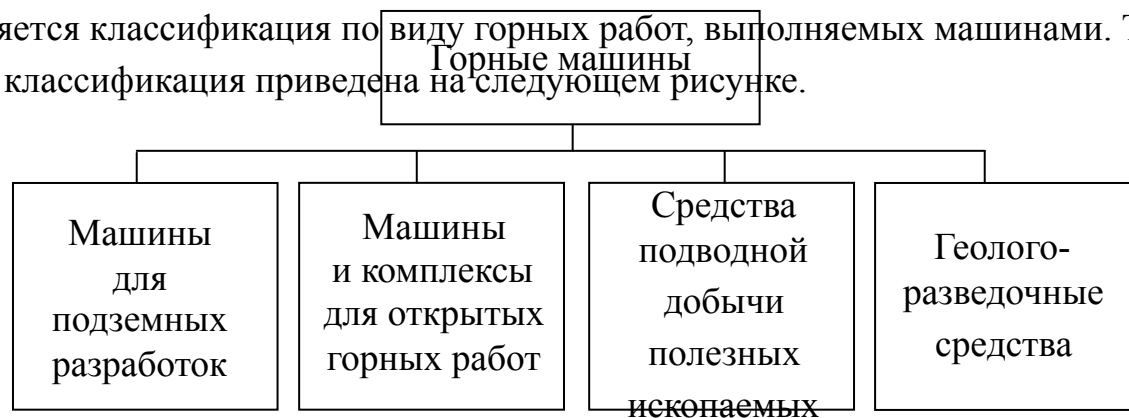 яется классификация по виду горных работ, выполняемых машинами. Т
классификация приведена на следующем рисунке.
Горные машины
Машины
для
подземных
разработок
Машины
и комплексы
для открытых
горных работ
Средства
подводной
добычи
полезных
ископаемых
Геолого-
разведочные
средства